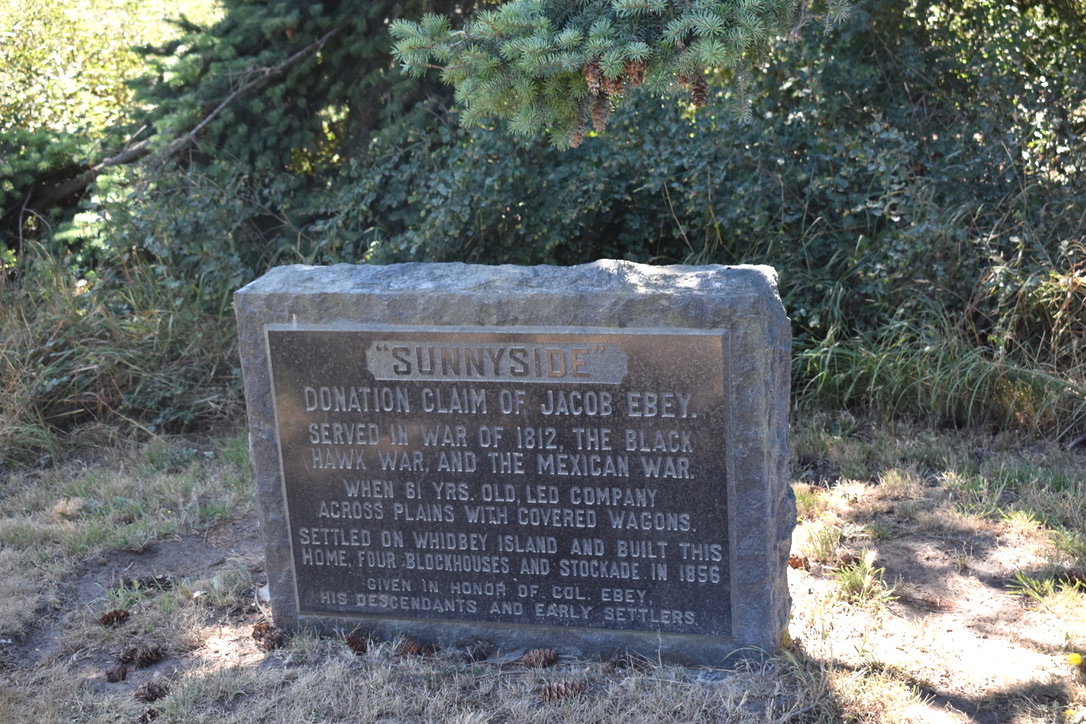 "SUNNYSIDE"
DONATION CLAIM OF JACOB EBEY.
SERVED IN WAR OF 1812, THE BLACK
HAWK WAR, AND THE MEXICAN WAR.
WHEN 61 YRS. OLD, LED COMPANY
ACROSS PLAINS WITH COVERED WAGONS.
SETTLED ON WHIDBEY ISLAND AND BUILT THIS
HOME, FOUR BLOCKHOUSES AND STOCKADE IN 1856
GIVEN IN HONOR OF COL. EBEY,
HIS DESCENDANTS AND EARLY SETTLERS.